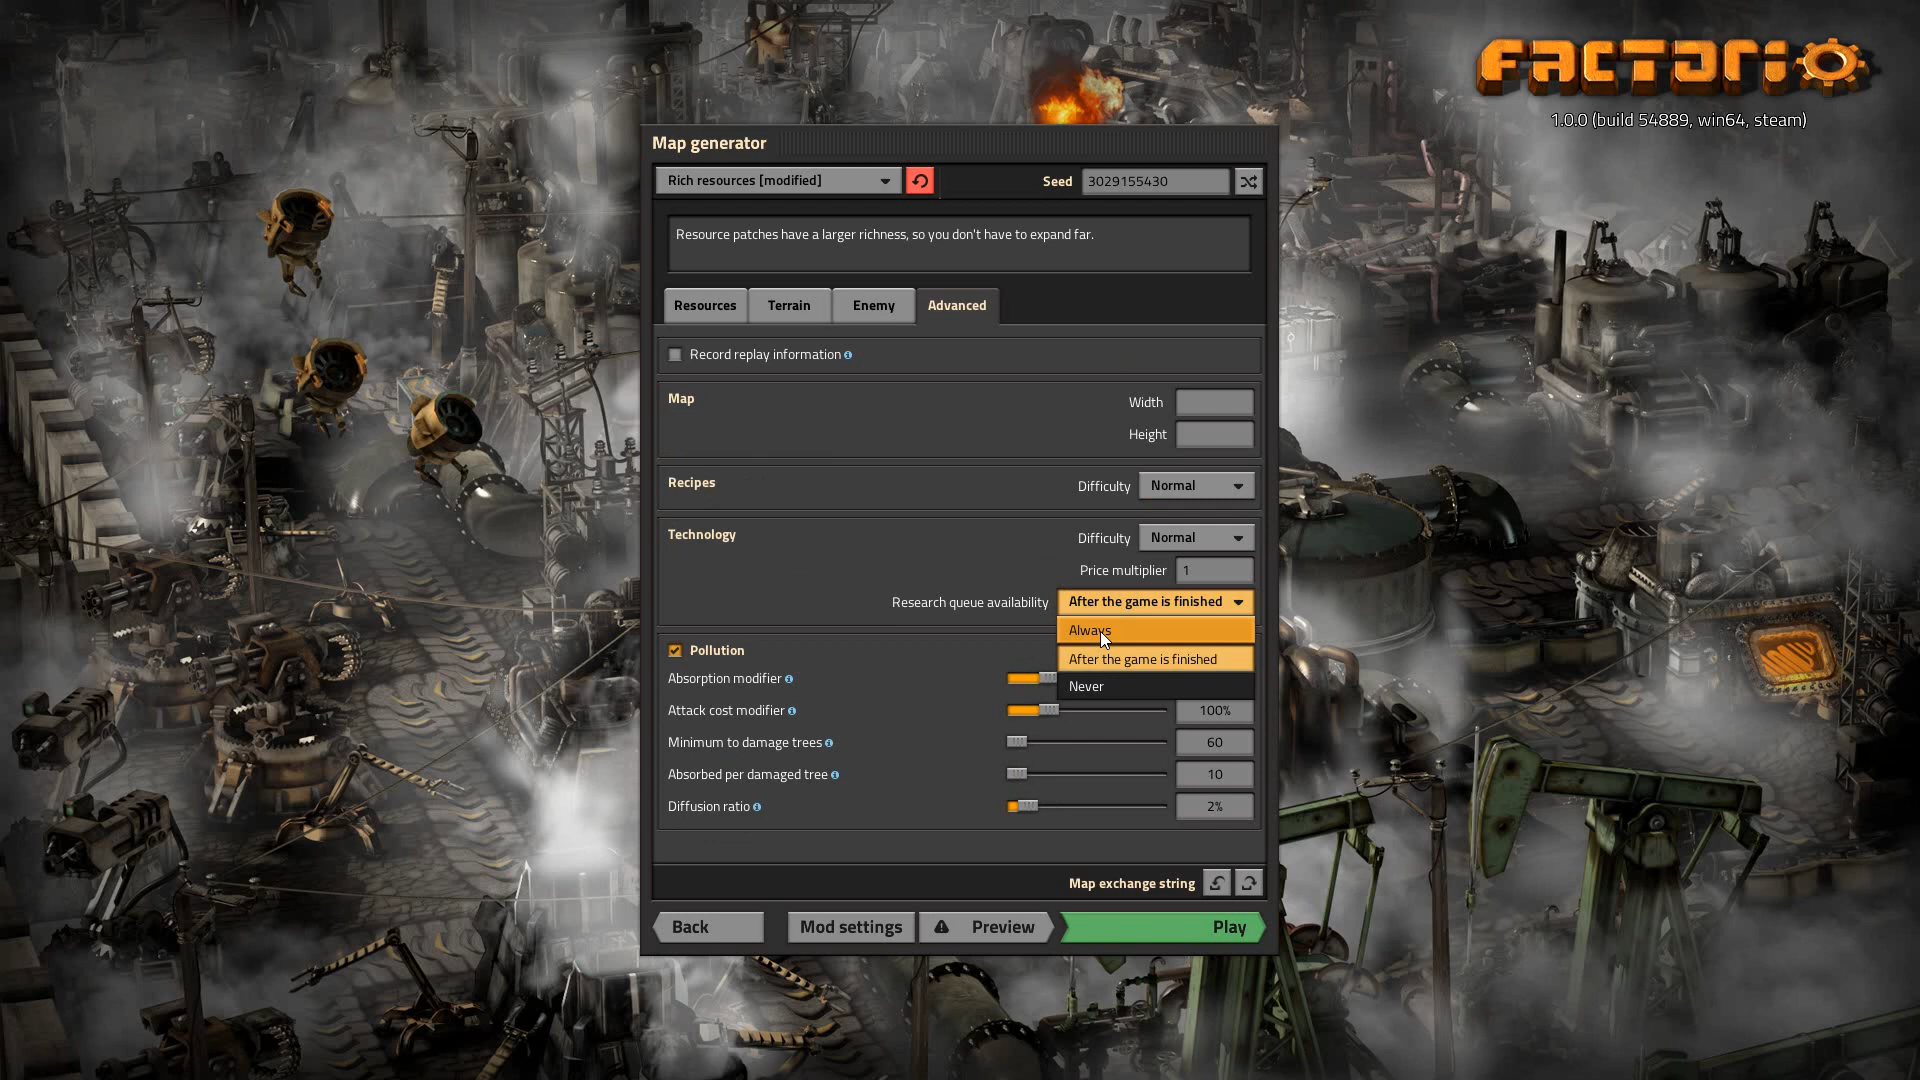 FACTORIO
1.0.0 (build 54889, win64, steam)
Map generator
Rich resources [modified]
Seed
3029155430
Resource patches have a larger richness, so you don't have to expand far.
Resources
Terrain
Enemy
Advanced
Record replay information
Map
Width
Height
Recipes
Difficulty
Normal
Technology
Difficulty
Normal
Price multiplier
1
Research queue availability
After the game is finished
Always
After the game is finished
Never
Pollution
Absorption modifier
Attack cost modifier
100%
Minimum to damage trees
60
Absorbed per damaged tree
10
Diffusion ratio
2%
Map exchange string
Back
Mod settings
Preview
Play